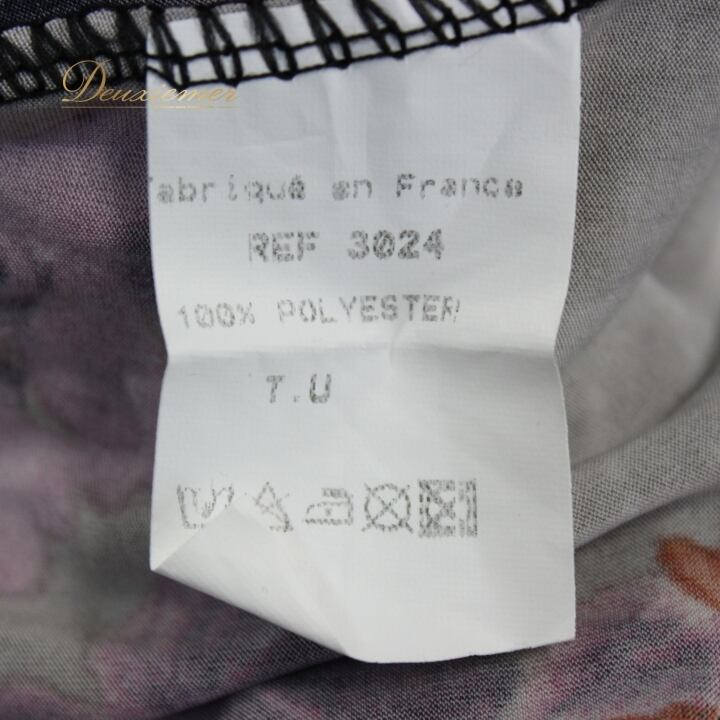 Deuxiemer
fabriqué en France
REF 3024
100% POLYESTER
T.U